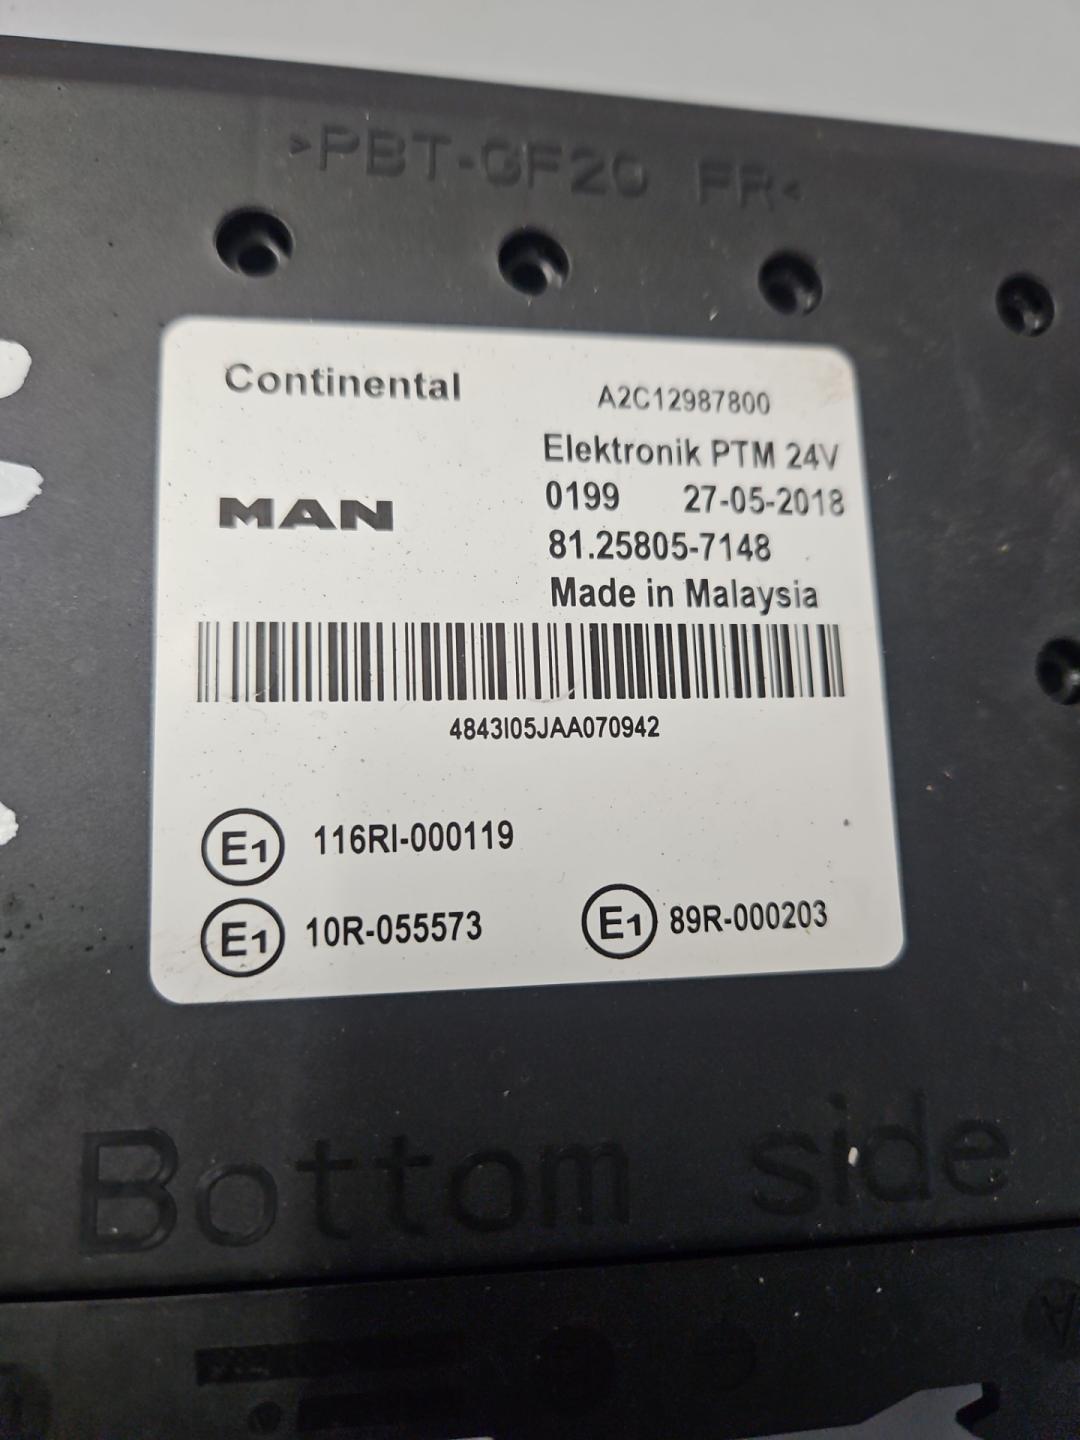 >PBT-GF20 FR<
Continental A2C12987800
Elektronik PTM 24V
MAN 0199 27-05-2018
81.25805-7148
Made in Malaysia
4843I05JAA070942
E1 116RI-000119
E1 10R-055573 E1 89R-000203
Bottom side